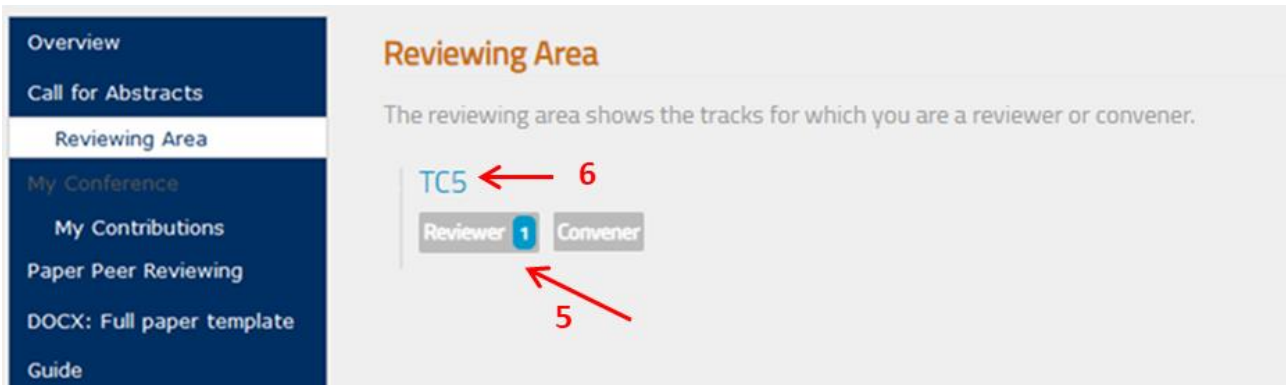 Overview
Call for Abstracts
Reviewing Area
My Conference
My Contributions
Paper Peer Reviewing
DOCX: Full paper template
Guide
Reviewing Area
The reviewing area shows the tracks for which you are a reviewer or convener.
TC5 6
Reviewer 1 Convener
5